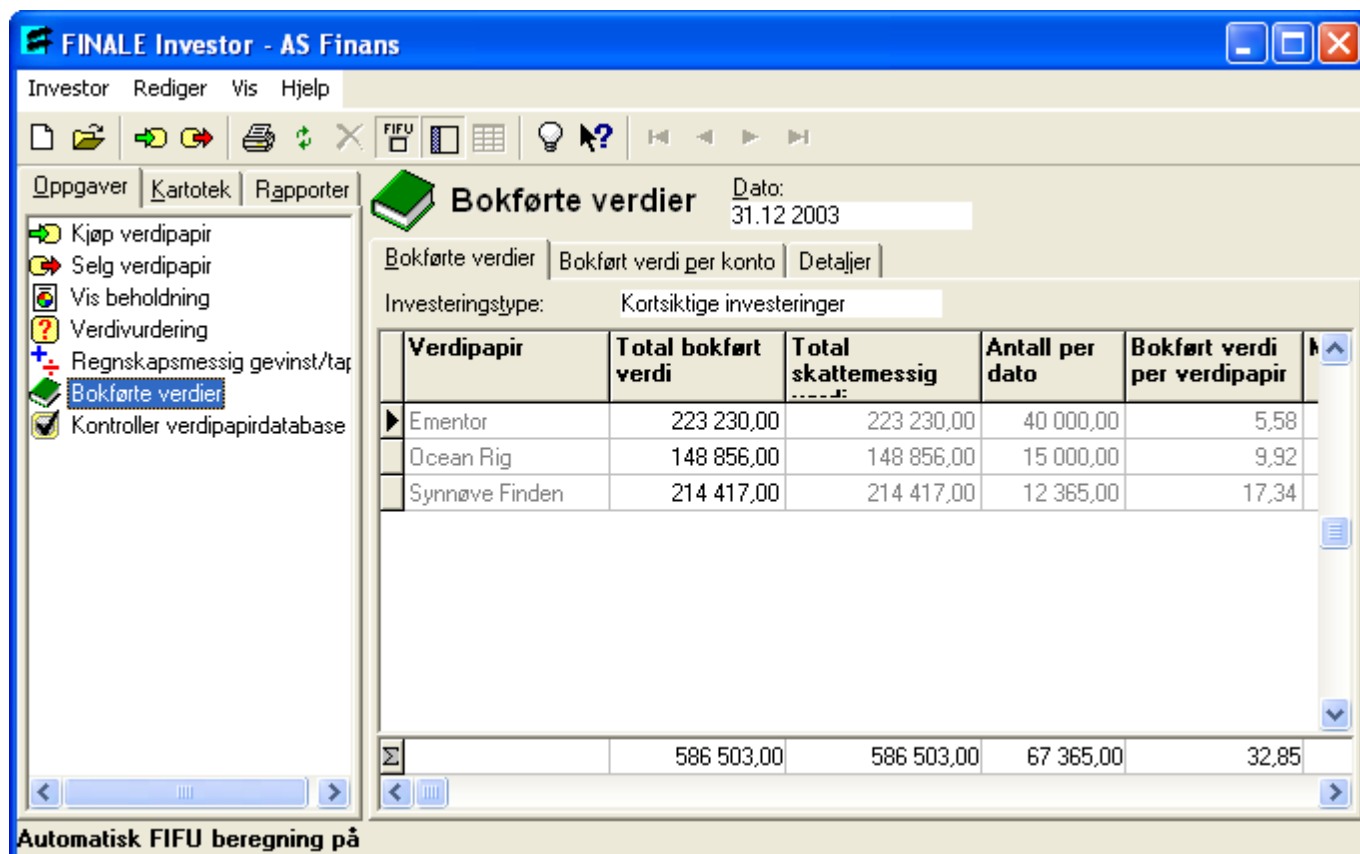 FINALE Investor - AS Finans
Investor Rediger Vis Hjelp
FIFU
Oppgaver Kartotek Rapporter
Kjøp verdipapir
Selg verdipapir
Vis beholdning
Verdivurdering
Regnskapsmessig gevinst/tap
Bokførte verdier
Kontroller verdipapirdatabase
Bokførte verdier
Dato:
31.12 2003
Bokførte verdier Bokført verdi per konto Detaljer
Investeringstype: Kortsiktige investeringer
Verdipapir Total bokført verdi Total skattemessig Antall per dato Bokført verdi per verdipapir
Ementor 223 230,00 223 230,00 40 000,00 5,58
Ocean Rig 148 856,00 148 856,00 15 000,00 9,92
Synnøve Finden 214 417,00 214 417,00 12 365,00 17,34
Σ 586 503,00 586 503,00 67 365,00 32,85
Automatisk FIFU beregning på